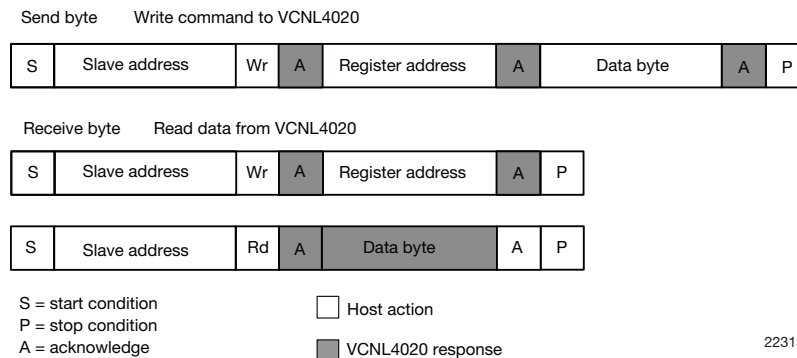 Send byte Write command to VCNL4020
S Slave address Wr A Register address A Data byte A P
Receive byte Read data from VCNL4020
S Slave address Wr A Register address A P
S Slave address Rd A Data byte A P
S = start condition
P = stop condition
A = acknowledge
Host action
VCNL4020 response